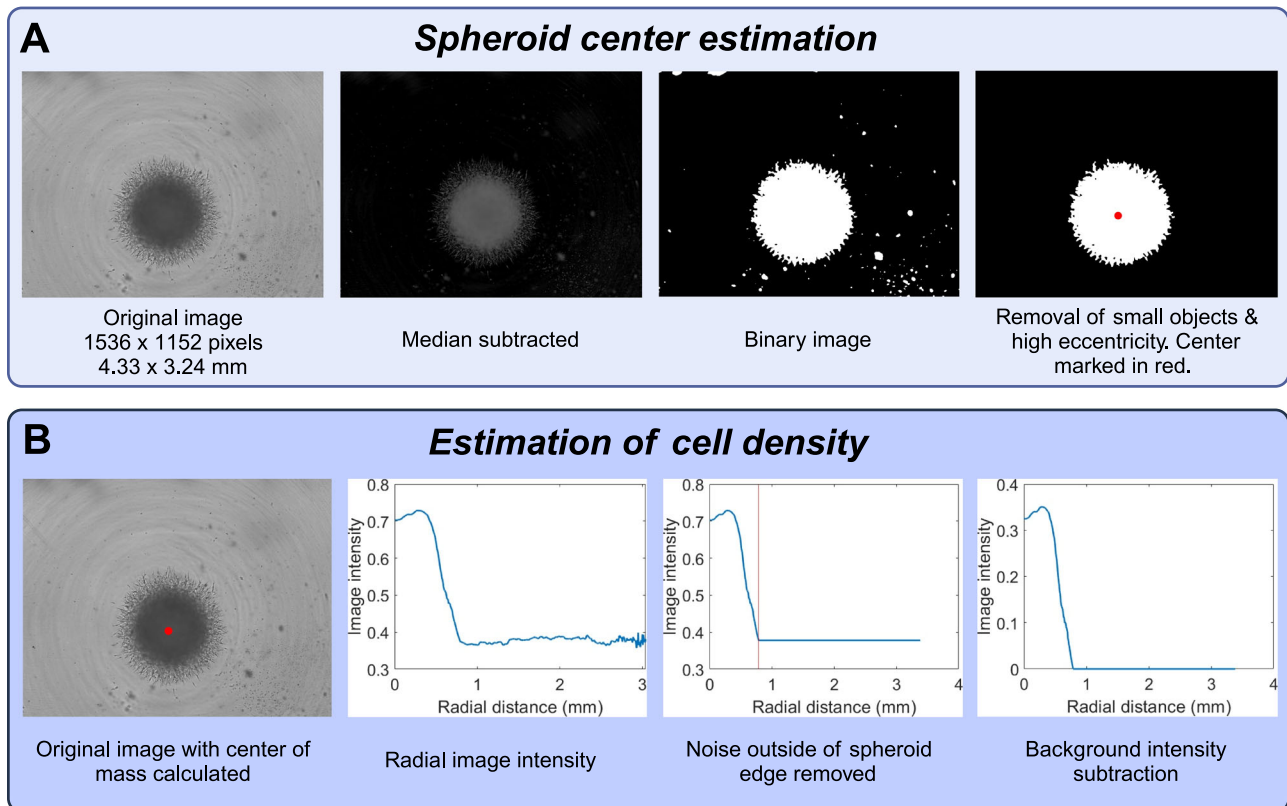 A
Spheroid center estimation
Original image
1536 x 1152 pixels
4.33 x 3.24 mm
Median subtracted
Binary image
Removal of small objects &
high eccentricity. Center
marked in red.
B
Estimation of cell density
Original image with center of
mass calculated
0.8
0.7
0.6
0.5
0.4
0.3
Image intensity
0
1
2
3
Radial distance (mm)
Radial image intensity
0.8
0.7
0.6
0.5
0.4
0.3
Image intensity
0
1
2
3
4
Radial distance (mm)
Noise outside of spheroid
edge removed
0.4
0.3
0.2
0.1
0
Image intensity
0
1
2
3
4
Radial distance (mm)
Background intensity
subtraction